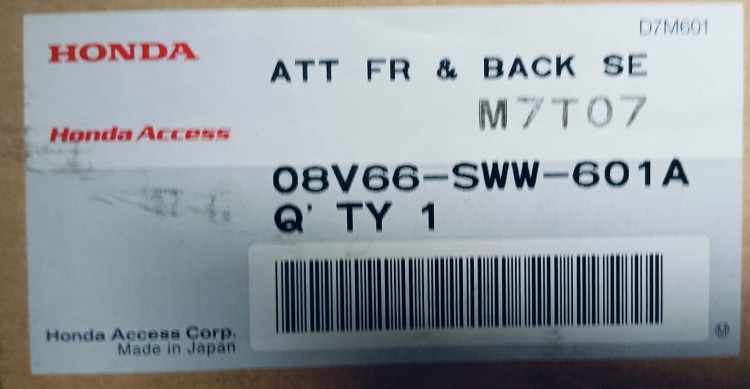 D7M601
HONDA
ATT FR & BACK SE
M7T07
Honda Access
08V66-SWW-601A
Q'TY 1
Honda Access Corp.
Made in Japan
M